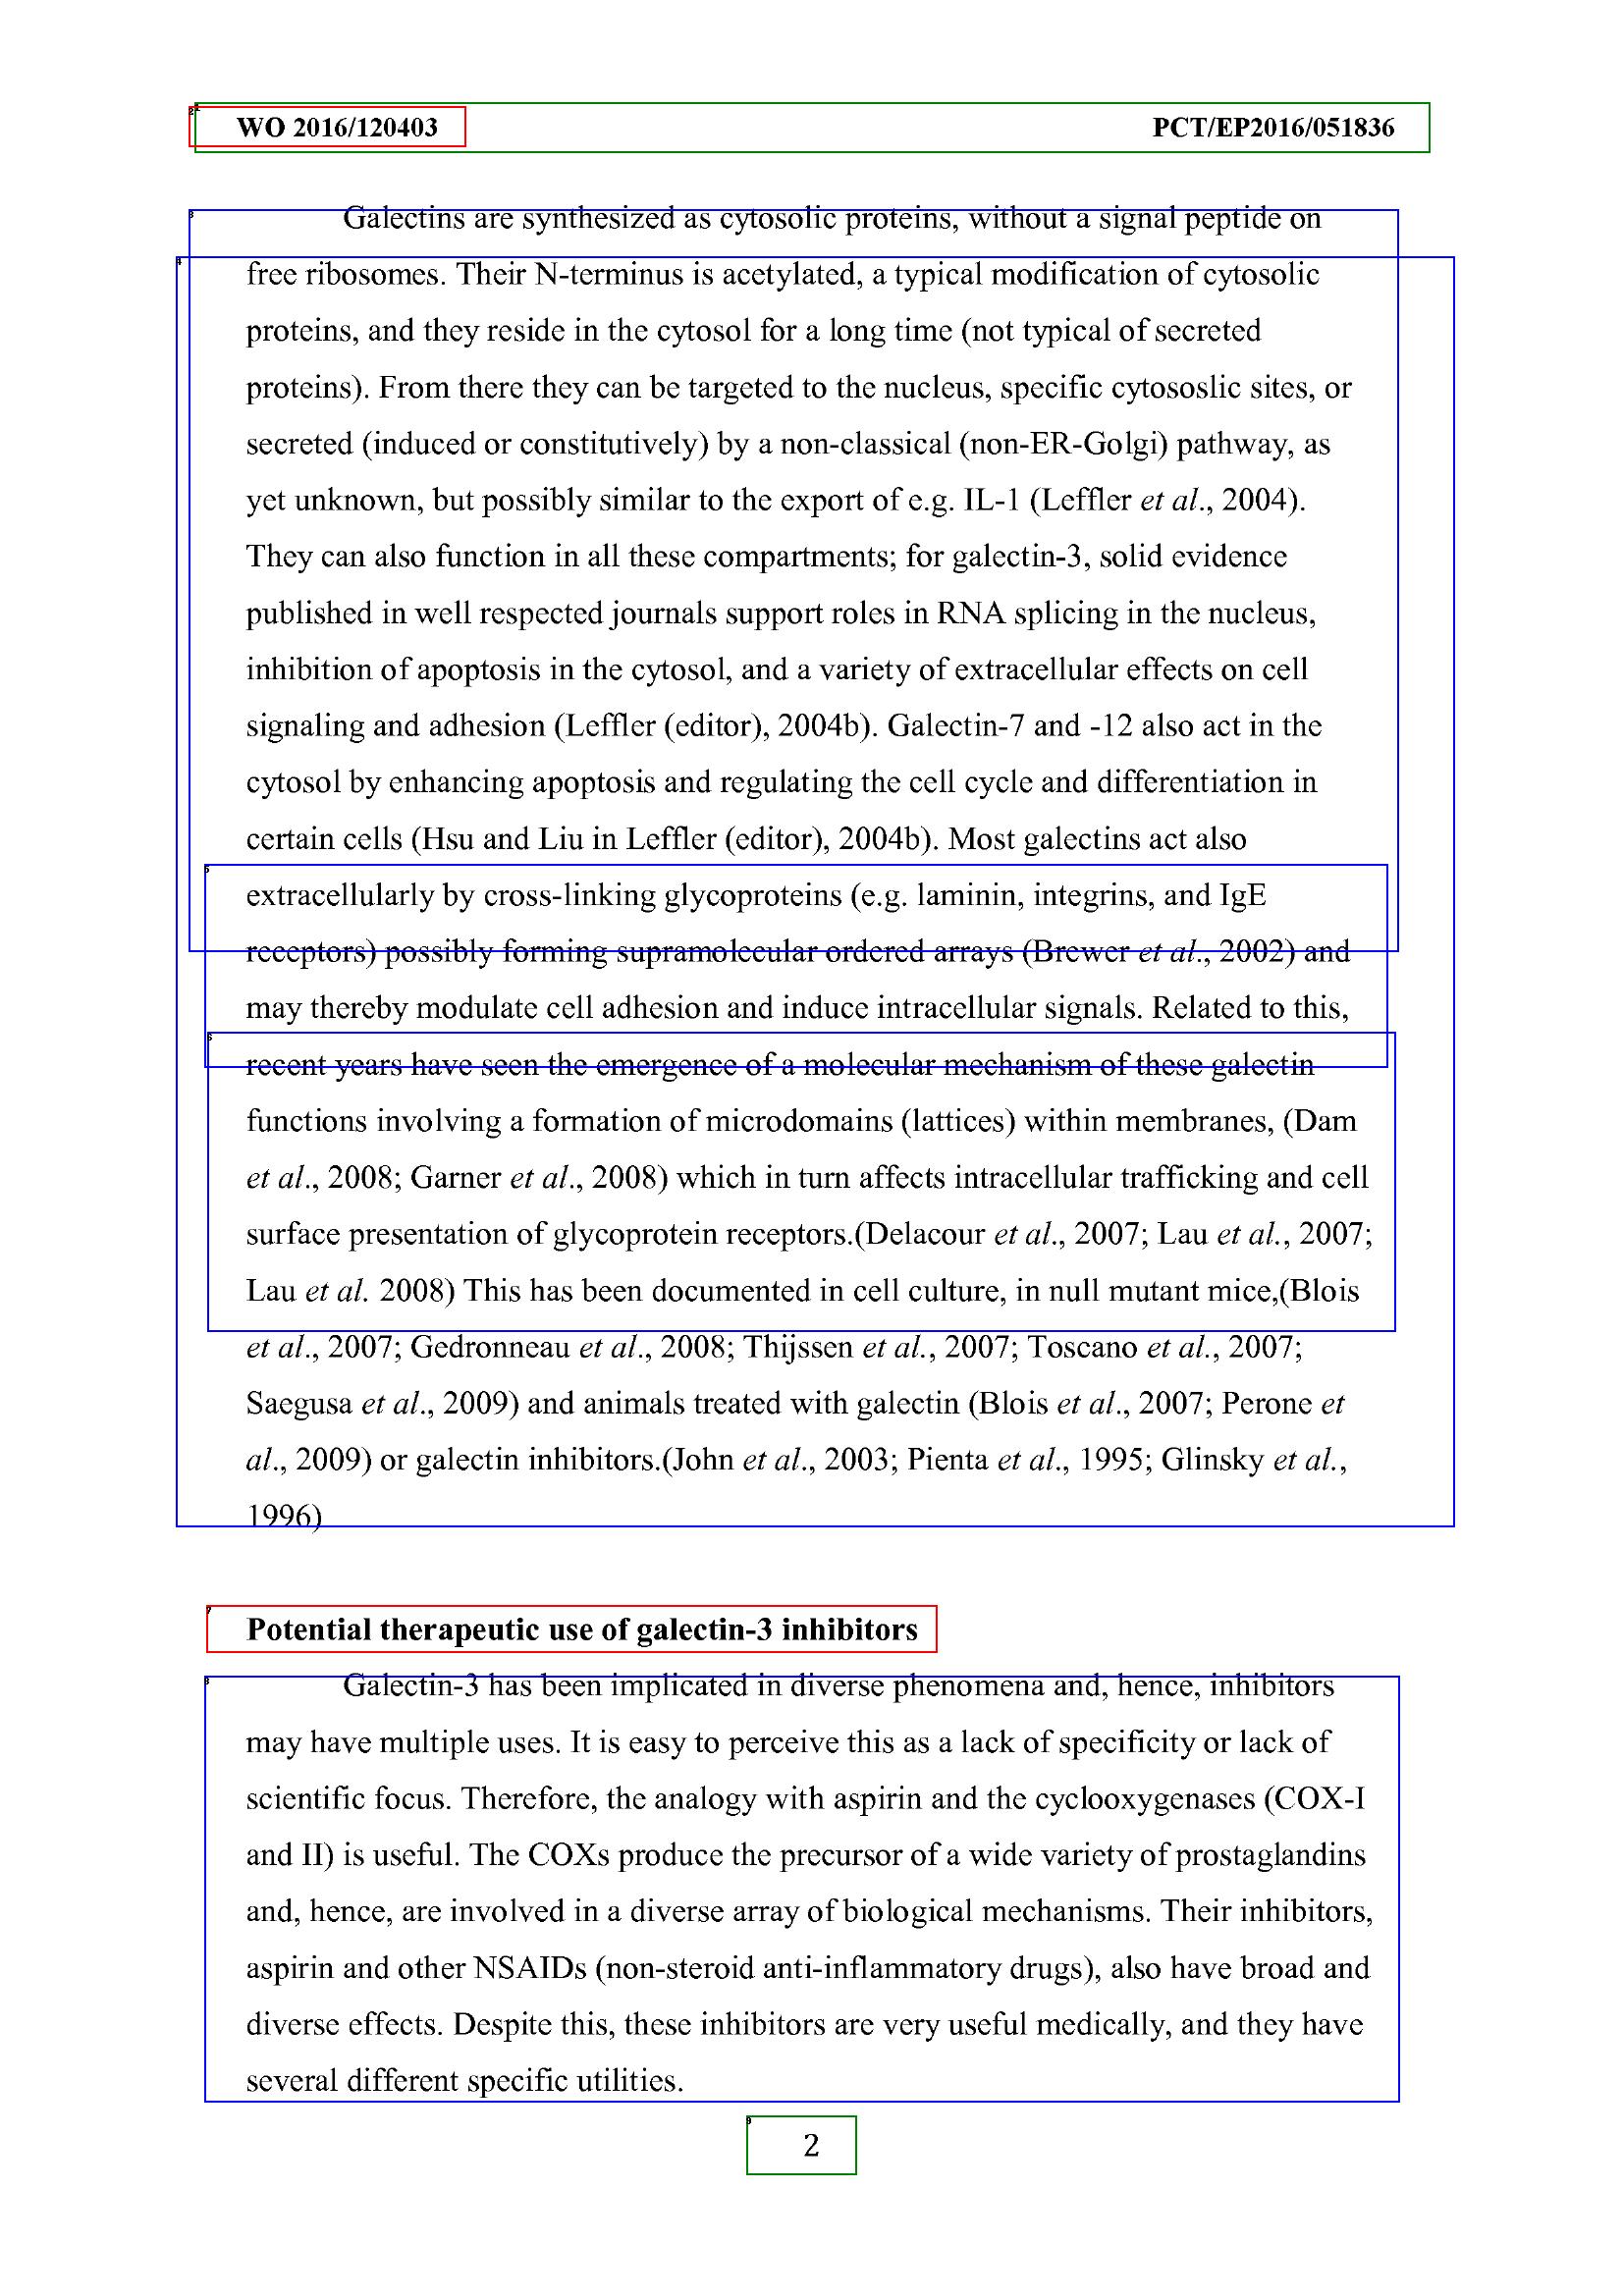 WO 2016/120403 PCT/EP2016/051836
Galectins are synthesized as cytosolic proteins, without a signal peptide on
free ribosomes. Their N-terminus is acetylated, a typical modification of cytosolic
proteins, and they reside in the cytosol for a long time (not typical of secreted
proteins). From there they can be targeted to the nucleus, specific cytososlic sites, or
secreted (induced or constitutively) by a non-classical (non-ER-Golgi) pathway, as
yet unknown, but possibly similar to the export of e.g. IL-1 (Leffler et al., 2004).
They can also function in all these compartments; for galectin-3, solid evidence
published in well respected journals support roles in RNA splicing in the nucleus,
inhibition of apoptosis in the cytosol, and a variety of extracellular effects on cell
signaling and adhesion (Leffler (editor), 2004b). Galectin-7 and -12 also act in the
cytosol by enhancing apoptosis and regulating the cell cycle and differentiation in
certain cells (Hsu and Liu in Leffler (editor), 2004b). Most galectins act also
extracellularly by cross-linking glycoproteins (e.g. laminin, integrins, and IgE
receptors) possibly forming supramolecular ordered arrays (Brewer et al., 2002) and
may thereby modulate cell adhesion and induce intracellular signals. Related to this,
recent years have seen the emergence of a molecular mechanism of these galectin
functions involving a formation of microdomains (lattices) within membranes, (Dam
et al., 2008; Garner et al., 2008) which in turn affects intracellular trafficking and cell
surface presentation of glycoprotein receptors.(Delacour et al., 2007; Lau et al., 2007;
Lau et al. 2008) This has been documented in cell culture, in null mutant mice,(Blois
et al., 2007; Gedronneau et al., 2008; Thijssen et al., 2007; Toscano et al., 2007;
Saegusa et al., 2009) and animals treated with galectin (Blois et al., 2007; Perone et
al., 2009) or galectin inhibitors.(John et al., 2003; Pienta et al., 1995; Glinsky et al.,
1996)
Potential therapeutic use of galectin-3 inhibitors
Galectin-3 has been implicated in diverse phenomena and, hence, inhibitors
may have multiple uses. It is easy to perceive this as a lack of specificity or lack of
scientific focus. Therefore, the analogy with aspirin and the cyclooxygenases (COX-I
and II) is useful. The COXs produce the precursor of a wide variety of prostaglandins
and, hence, are involved in a diverse array of biological mechanisms. Their inhibitors,
aspirin and other NSAIDs (non-steroid anti-inflammatory drugs), also have broad and
diverse effects. Despite this, these inhibitors are very useful medically, and they have
several different specific utilities.
2